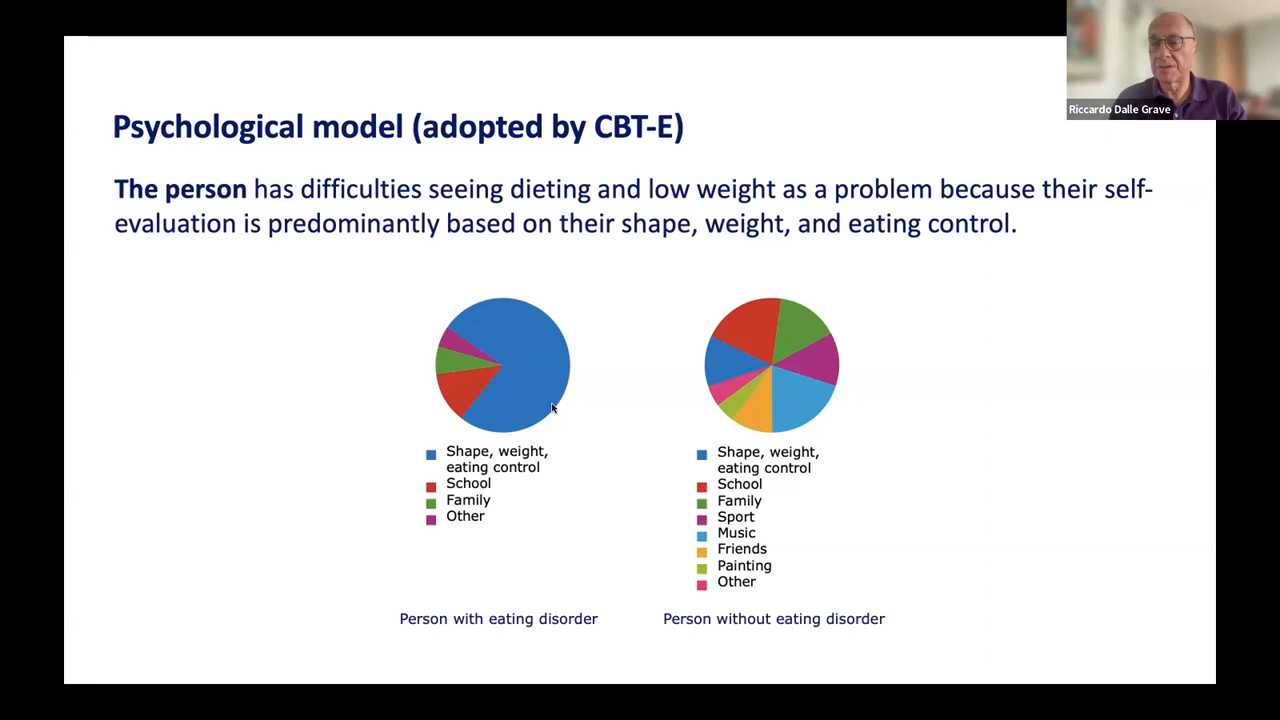 Riccardo Dalle Grave
Psychological model (adopted by CBT-E)
The person has difficulties seeing dieting and low weight as a problem because their self-
evaluation is predominantly based on their shape, weight, and eating control.
Shape, weight,
eating control
School
Family
Other
Person with eating disorder
Shape, weight,
eating control
School
Family
Sport
Music
Friends
Painting
Other
Person without eating disorder